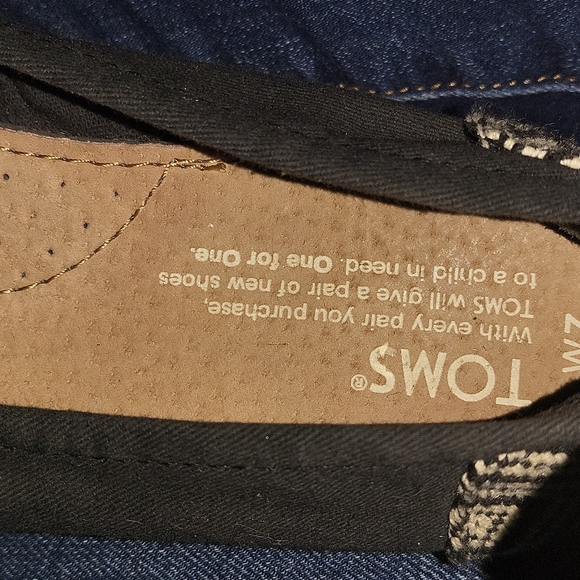 TOMS®
With every pair you purchase,
TOMS will give a pair of new shoes
to a child in need. One for One.